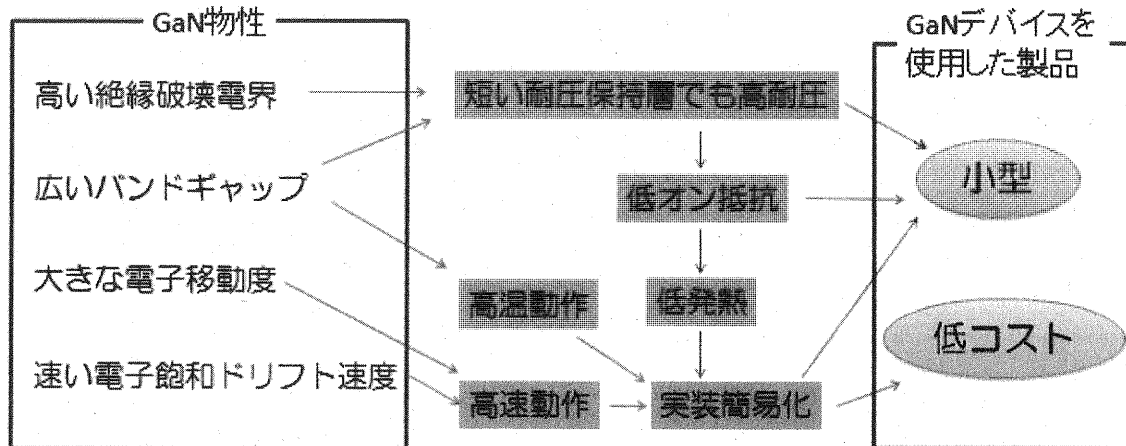 GaN物性
高い絶縁破壊電界
広いバンドギャップ
大きな電子移動度
速い電子飽和ドリフト速度
短い耐圧保持層でも高耐圧
低オン抵抗
高温動作
低発熱
高速動作
実装簡易化
GaNデバイスを
使用した製品
小型
低コスト